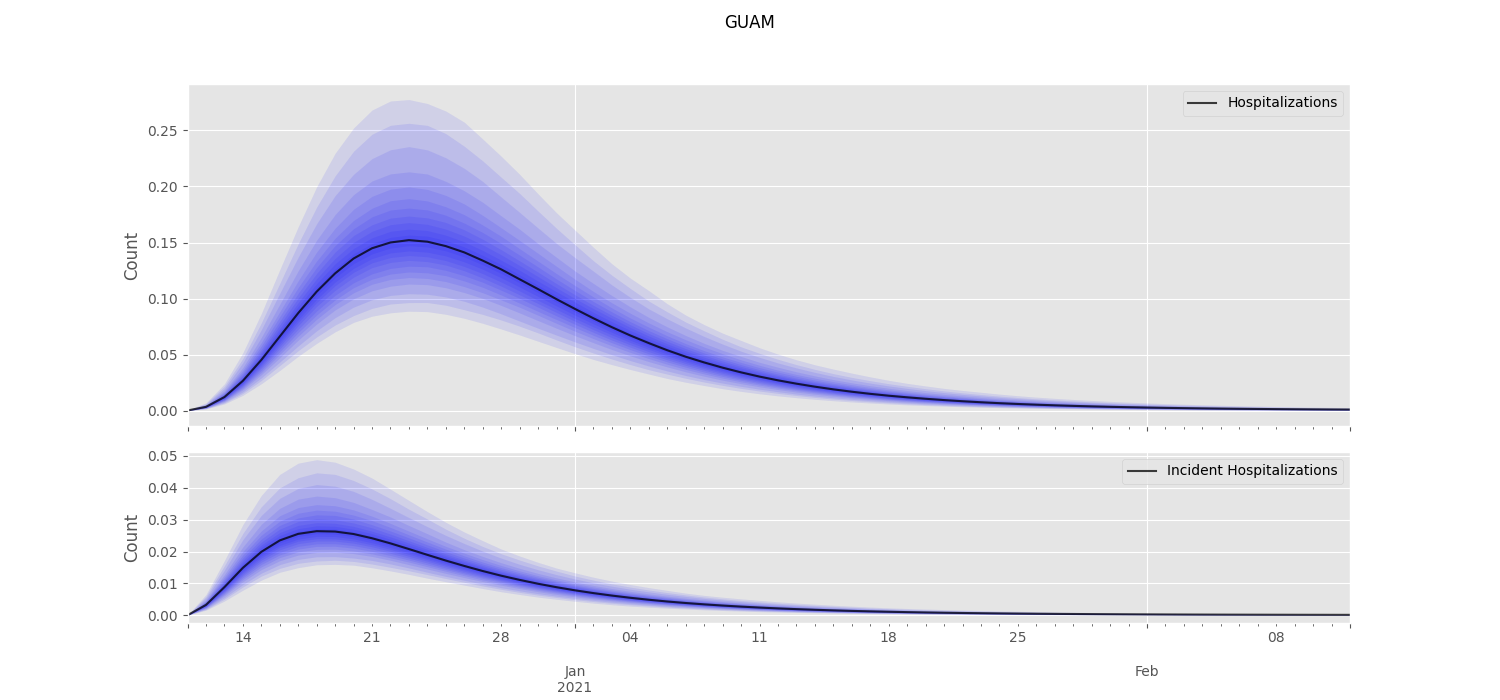 GUAM
Hospitalizations
0.25
0.20
0.15
0.10
0.05
0.00
Count
Incident Hospitalizations
0.05
0.04
0.03
0.02
0.01
0.00
Count
14 21 28 04 11 18 25 08
Jan Feb
2021